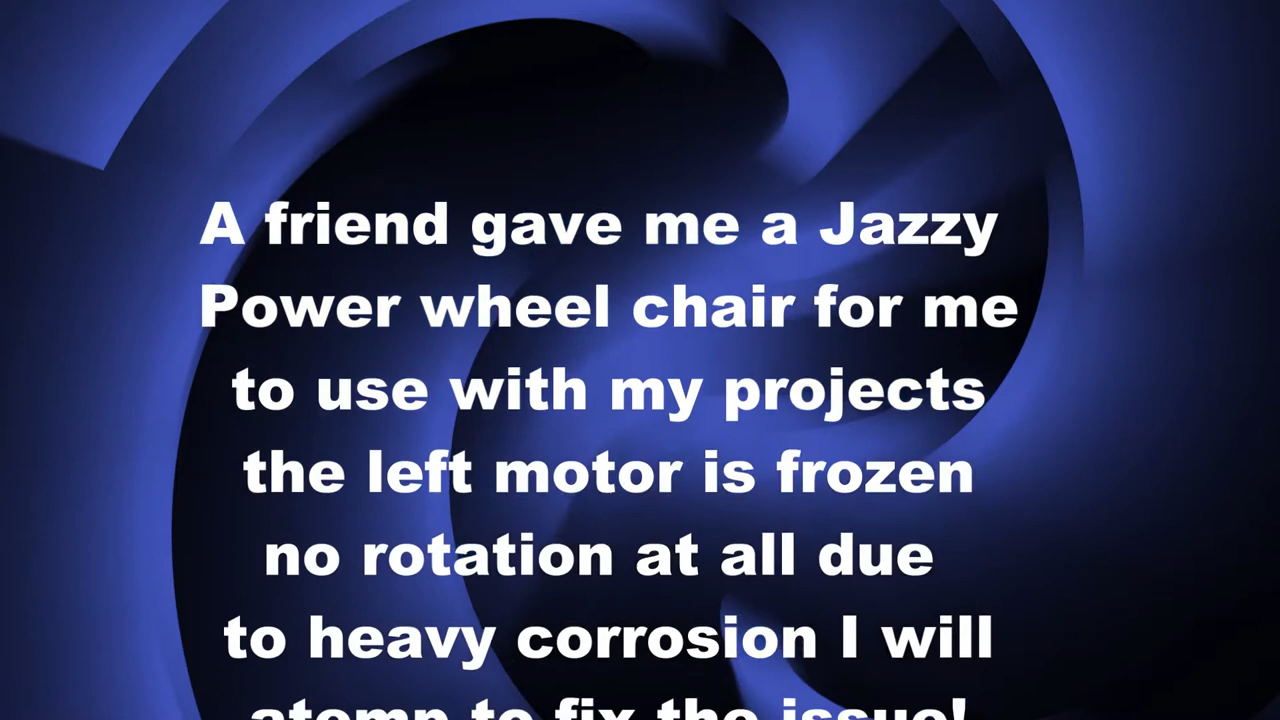 A friend gave me a Jazzy
Power wheel chair for me
to use with my projects
the left motor is frozen
no rotation at all due
to heavy corrosion I will
atemp to fix the issue!